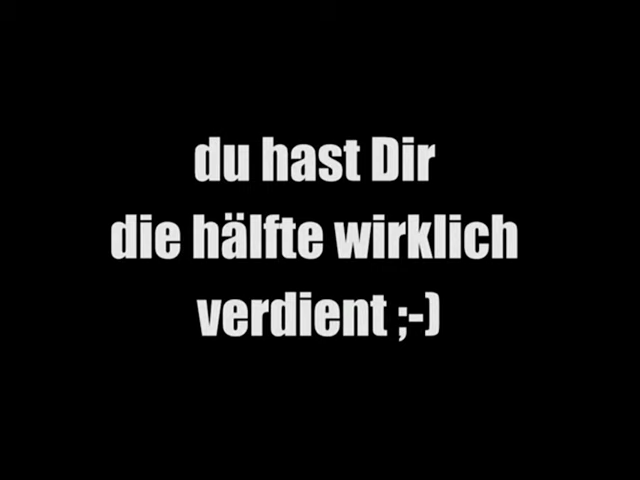 du hast Dir
die hälfte wirklich
verdient ;-)